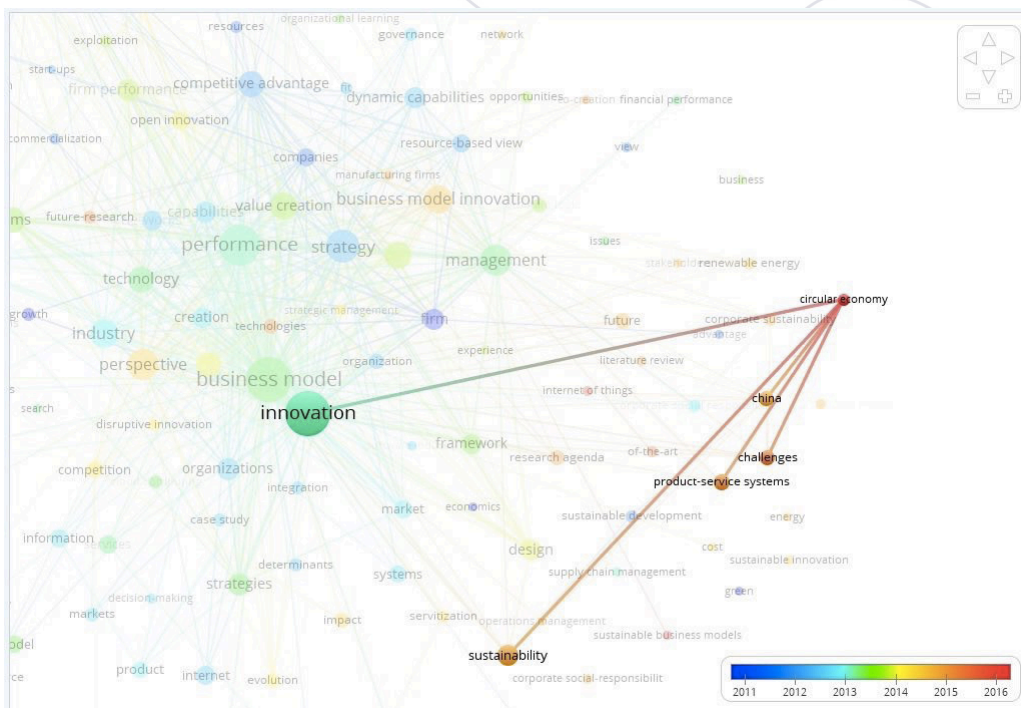 organizational learning
resources
governance
network
exploitation
start-ups
competitive advantage
firm performance
fit
dynamic capabilities
opportunities
co-creation
financial performance
open innovation
commercialization
resource-based view
view
companies
manufacturing firms
business
business model innovation
value creation
capabilities
future-research
ms
performance
strategy
issues
management
renewable energy
technology
circular economy
strategic management
growth
creation
firm
technologies
future
corporate sustainability
advantage
industry
experience
organization
literature review
perspective
business model
internet of things
china
search
innovation
disruptive innovation
framework
of-the-art
research agenda
challenges
competition
organizations
product-service systems
integration
market
economics
case study
sustainable development
energy
information
services
design
cost
determinants
systems
supply chain management
sustainable innovation
strategies
green
decision-making
markets
impact
servitization
operations management
sustainable business models
odel
sustainability
product
internet
evolution
corporate social-responsibilit
ce
2011 2012 2013 2014 2015 2016